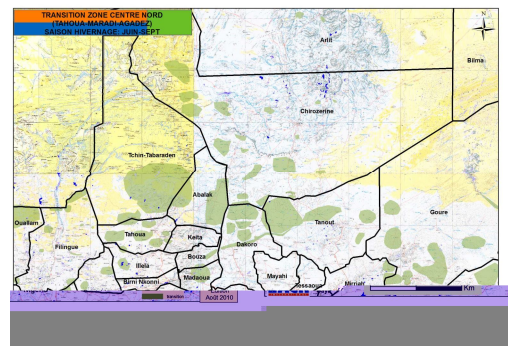 TRANSITION ZONE CENTRE NORD
(TAHOUA-MARADI-AGADEZ)
SAISON HIVERNAGE: JUIN-SEPT
N
Arlit
Bilma
Chirozerine
Tchin-Tabaraden
Abalak
Ouallam
Filingue
Tahoua
Keita
Dakoro
Tanout
Goure
Bouza
Illela
Birni Nkonni
Madaoua
Mayahi
Tessaoua
Mirriah
Km
transition
Août 2010